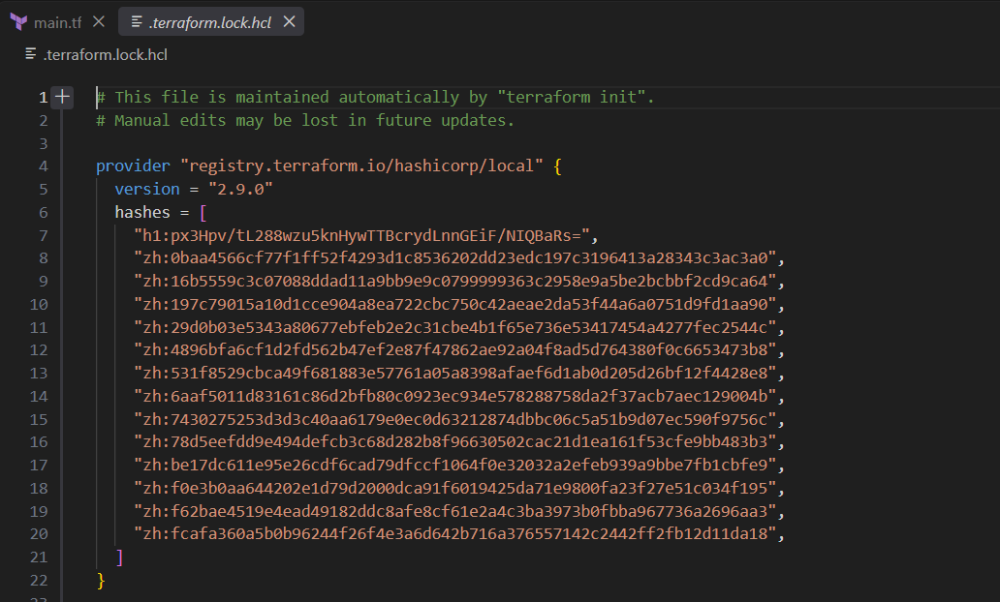 main.tf
.terraform.lock.hcl
.terraform.lock.hcl
1 # This file is maintained automatically by "terraform init".
2 # Manual edits may be lost in future updates.
3
4 provider "registry.terraform.io/hashicorp/local" {
5 version = "2.9.0"
6 hashes = [
7 "h1:px3Hpv/tL288wzu5knHywTTBcrydLnnGEiF/NIQBaRs=",
8 "zh:0baa4566cf77f1ff52f4293d1c8536202dd23edc197c3196413a28343c3ac3a0",
9 "zh:16b5559c3c07088ddad11a9bb9e9c0799999363c2958e9a5be2bcbbf2cd9ca64",
10 "zh:197c79015a10d1cce904a8ea722cbc750c42aeae2da53f44a6a0751d9fd1aa90",
11 "zh:29d0b03e5343a80677ebfeb2e2c31cbe4b1f65e736e53417454a4277fec2544c",
12 "zh:4896bfa6cf1d2fd562b47ef2e87f47862ae92a04f8ad5d764380f0c6653473b8",
13 "zh:531f8529cbca49f681883e57761a05a8398afaef6d1ab0d205d26bf12f4428e8",
14 "zh:6aaf5011d83161c86d2bfb80c0923ec934e578288758da2f37acb7aec129004b",
15 "zh:7430275253d3d3c40aa6179e0ec0d63212874dbbc06c5a51b9d07ec590f9756c",
16 "zh:78d5eefdd9e494defcb3c68d282b8f96630502cac21d1ea161f53cfe9bb483b3",
17 "zh:be17dc611e95e26cdf6cad79dfccf1064f0e32032a2efeb939a9bbe7fb1cbfe9",
18 "zh:f0e3b0aa644202e1d79d2000dca91f6019425da71e9800fa23f27e51c034f195",
19 "zh:f62bae4519e4ead49182ddc8afe8cf61e2a4c3ba3973b0fbba967736a2696aa3",
20 "zh:fcafa360a5b0b96244f26f4e3a6d642b716a376557142c2442ff2fb12d11da18",
21 ]
22 }
23